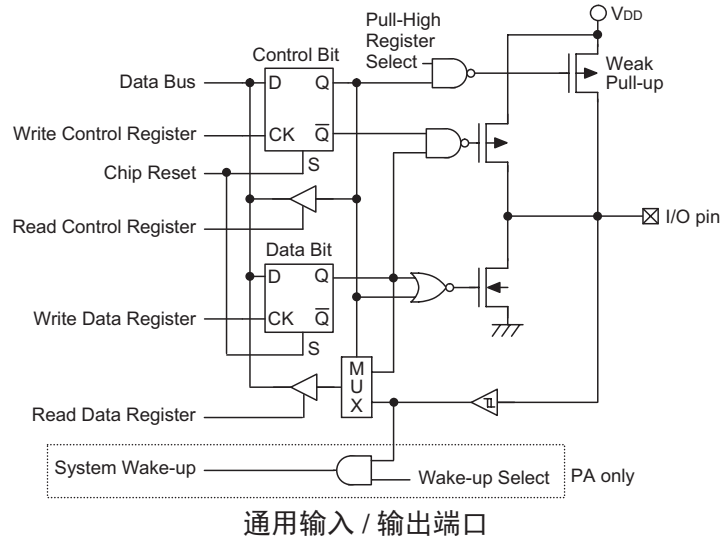 VDD
Pull-High
Register
Select
Control Bit
Weak
Pull-up
Data Bus
D
Q
Write Control Register
CK
Q̅
S
Chip Reset
Read Control Register
I/O pin
Data Bit
D
Q
Write Data Register
CK
Q̅
S
M
U
X
Read Data Register
System Wake-up
Wake-up Select
PA only
通用输入 / 输出端口